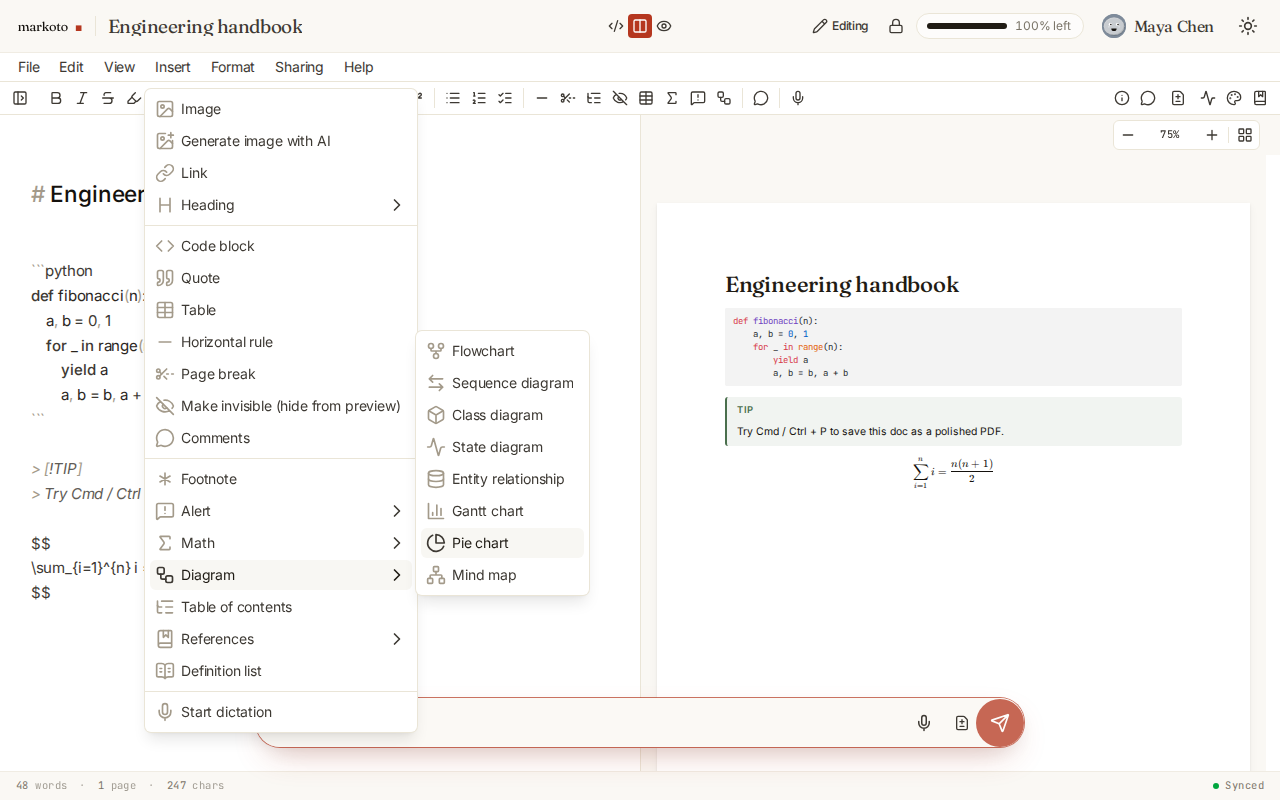 markoto
Engineering handbook
Editing
100% left
Maya Chen
File Edit View Insert Format Sharing Help
75%
# Engineer
```python
def fibonacci(n):
a, b = 0, 1
for _ in range(
yield a
a, b = b, a +
```
> [!TIP]
> Try Cmd / Ctrl
$$
\sum_{i=1}^{n} i
$$
Image
Generate image with AI
Link
Heading
Code block
Quote
Table
Horizontal rule
Page break
Make invisible (hide from preview)
Comments
Footnote
Alert
Math
Diagram
Table of contents
References
Definition list
Start dictation
Flowchart
Sequence diagram
Class diagram
State diagram
Entity relationship
Gantt chart
Pie chart
Mind map
Engineering handbook
def fibonacci(n):
a, b = 0, 1
for _ in range(n):
yield a
a, b = b, a + b
TIP
Try Cmd / Ctrl + P to save this doc as a polished PDF.
∑_{i=1}^{n} i = n(n + 1)/2
48 words · 1 page · 247 chars
Synced